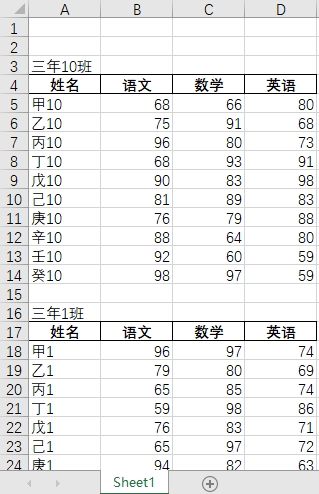 A B C D
1
2
3 三年10班
4 姓名 语文 数学 英语
5 甲10 68 66 80
6 乙10 75 91 68
7 丙10 96 80 73
8 丁10 68 93 91
9 戊10 90 83 98
10 己10 81 89 83
11 庚10 76 79 88
12 辛10 88 64 80
13 壬10 92 60 59
14 癸10 98 97 59
15
16 三年1班
17 姓名 语文 数学 英语
18 甲1 96 97 74
19 乙1 79 80 69
20 丙1 65 85 74
21 丁1 59 98 86
22 戊1 76 83 71
23 己1 65 97 72
24 庚1 94 82 63
Sheet1